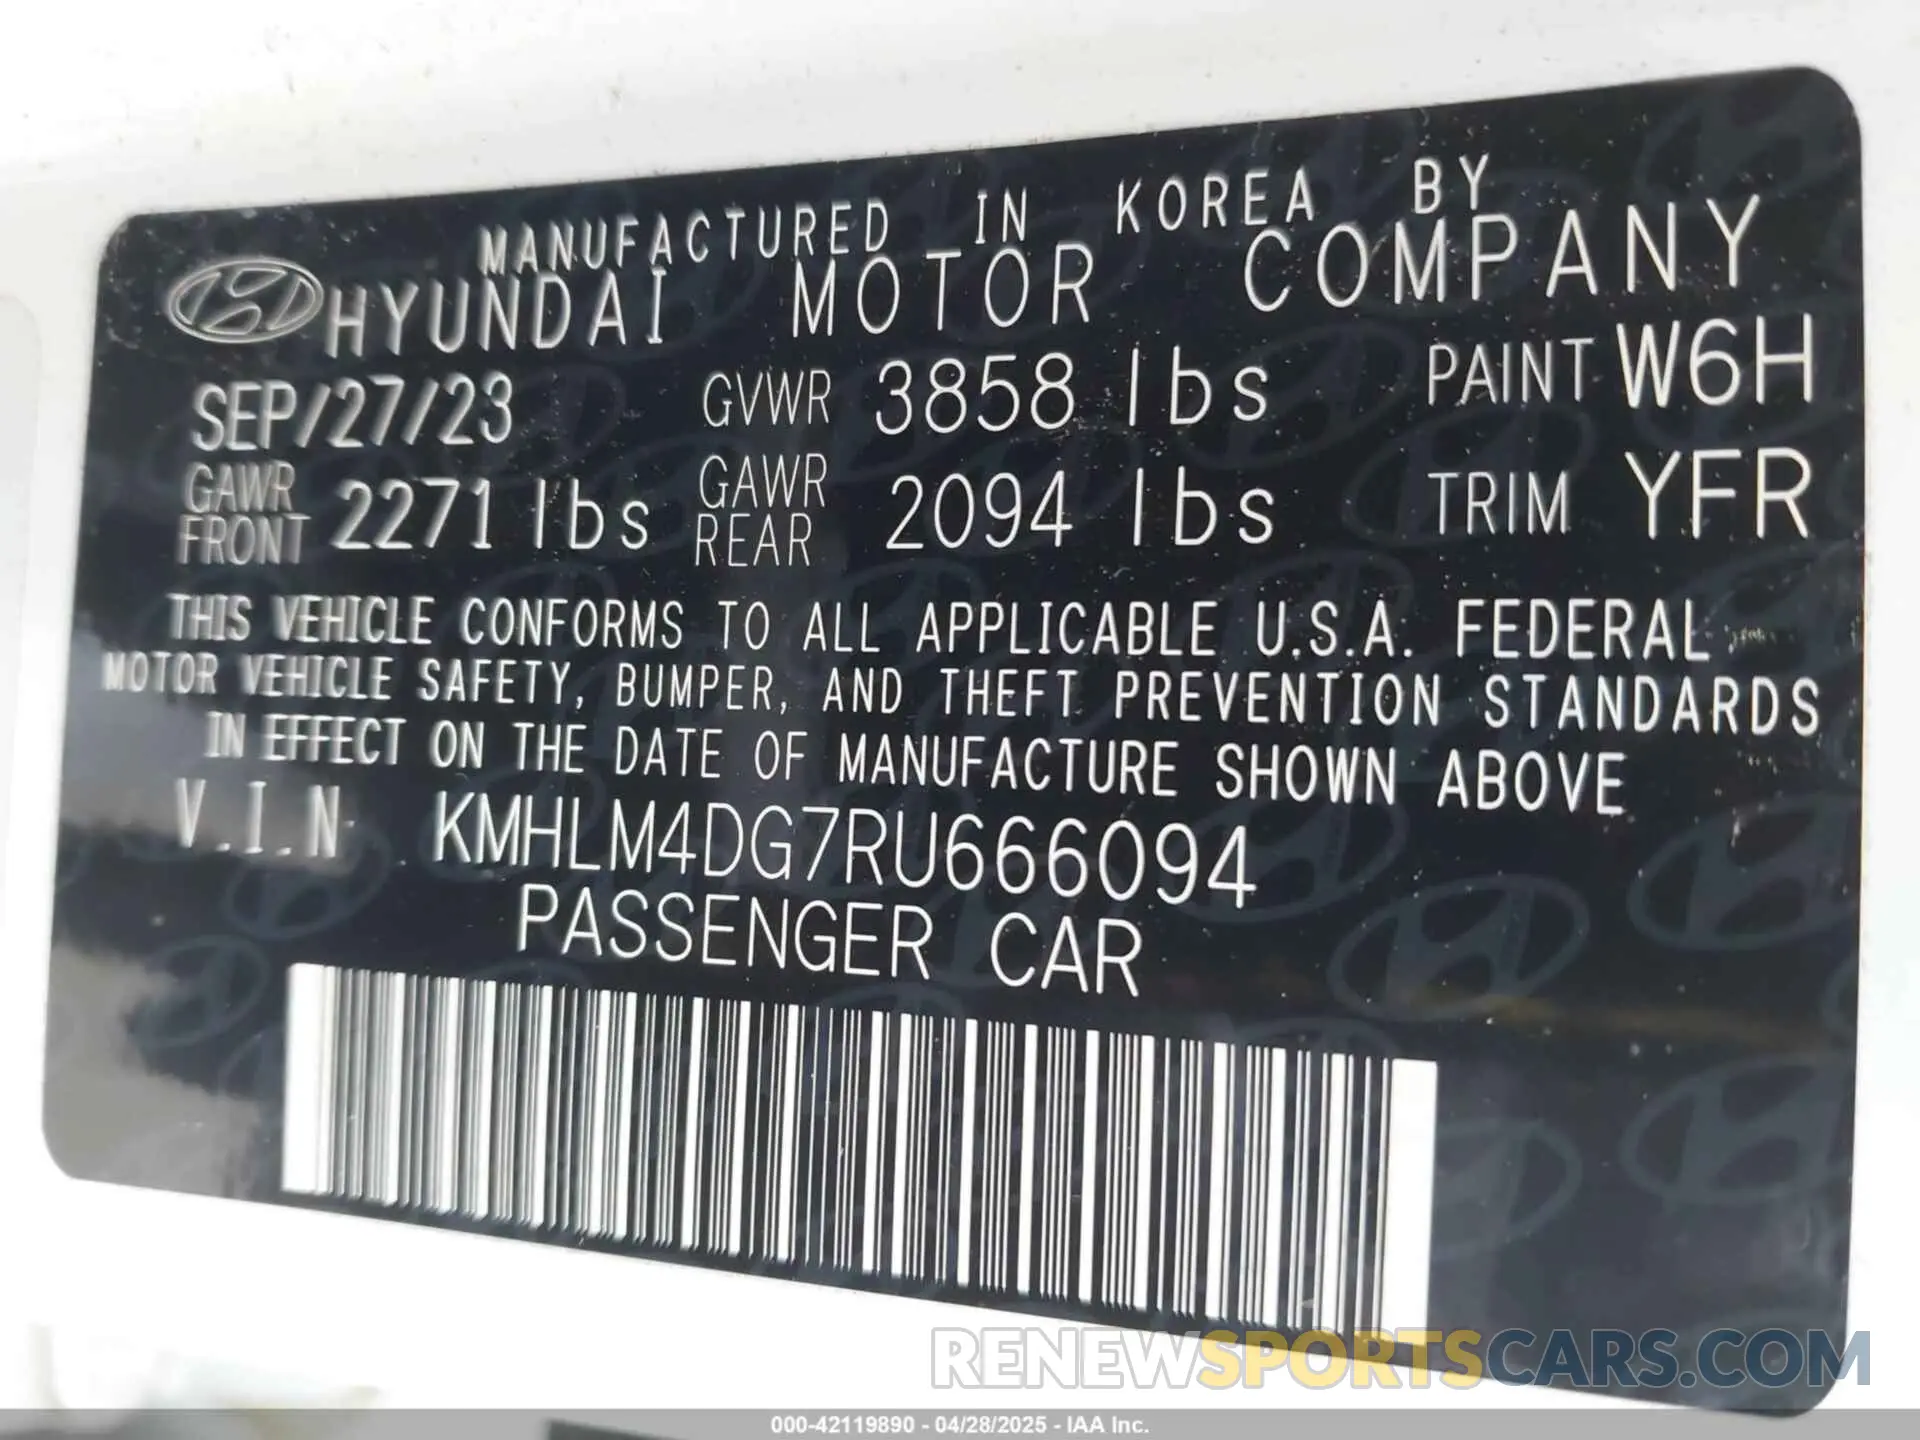 MANUFACTURED IN KOREA BY
HYUNDAI MOTOR COMPANY
SEP/27/23 GVWR 3858 lbs PAINT W6H
GAWR FRONT 2271 lbs GAWR REAR 2094 lbs TRIM YFR
THIS VEHICLE CONFORMS TO ALL APPLICABLE U.S.A. FEDERAL
MOTOR VEHICLE SAFETY, BUMPER, AND THEFT PREVENTION STANDARDS
IN EFFECT ON THE DATE OF MANUFACTURE SHOWN ABOVE
V.I.N KMHLM4DG7RU666094
PASSENGER CAR
RENEWSPORTSCARS.COM
000-42119890 - 04/28/2025 - IAA Inc.